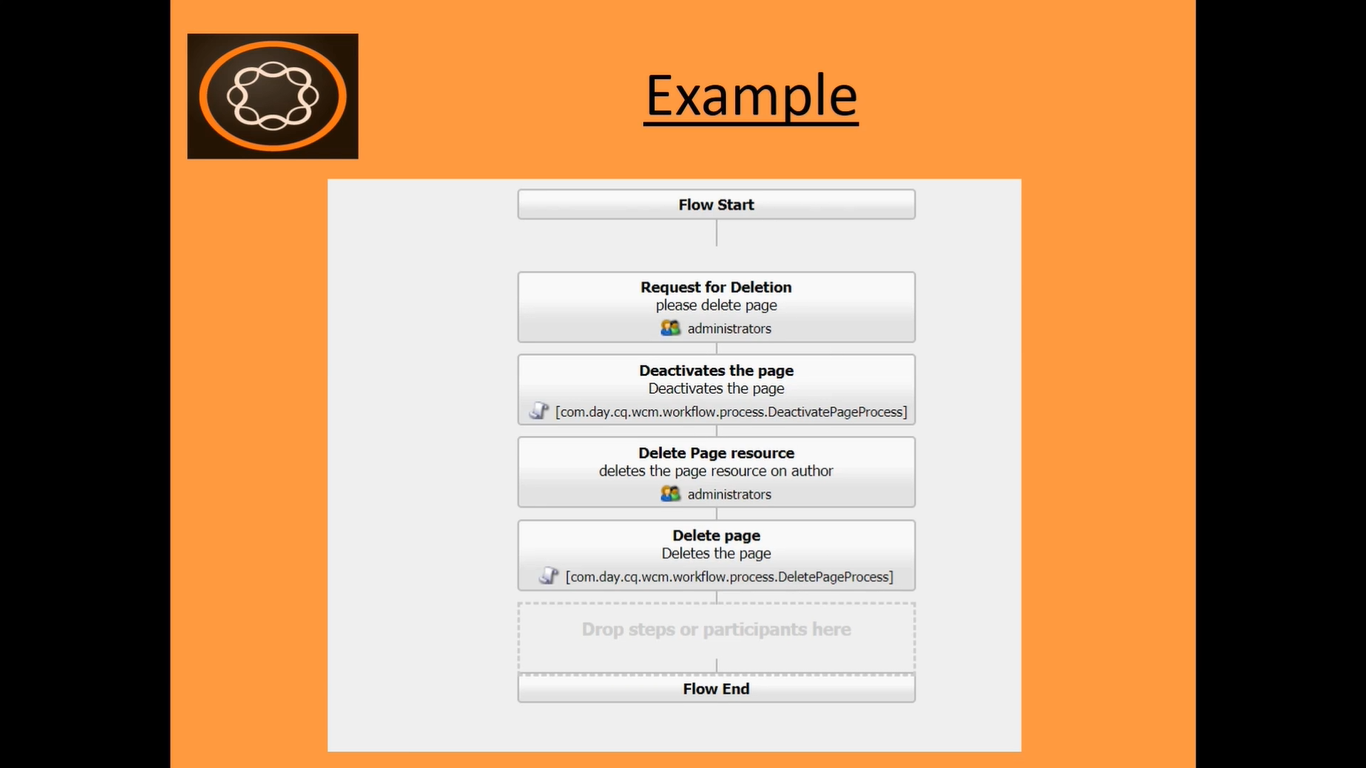 Example
Flow Start
Request for Deletion
please delete page
administrators
Deactivates the page
Deactivates the page
[com.day.cq.wcm.workflow.process.DeactivatePageProcess]
Delete Page resource
deletes the page resource on author
administrators
Delete page
Deletes the page
[com.day.cq.wcm.workflow.process.DeletePageProcess]
Drop steps or participants here
Flow End